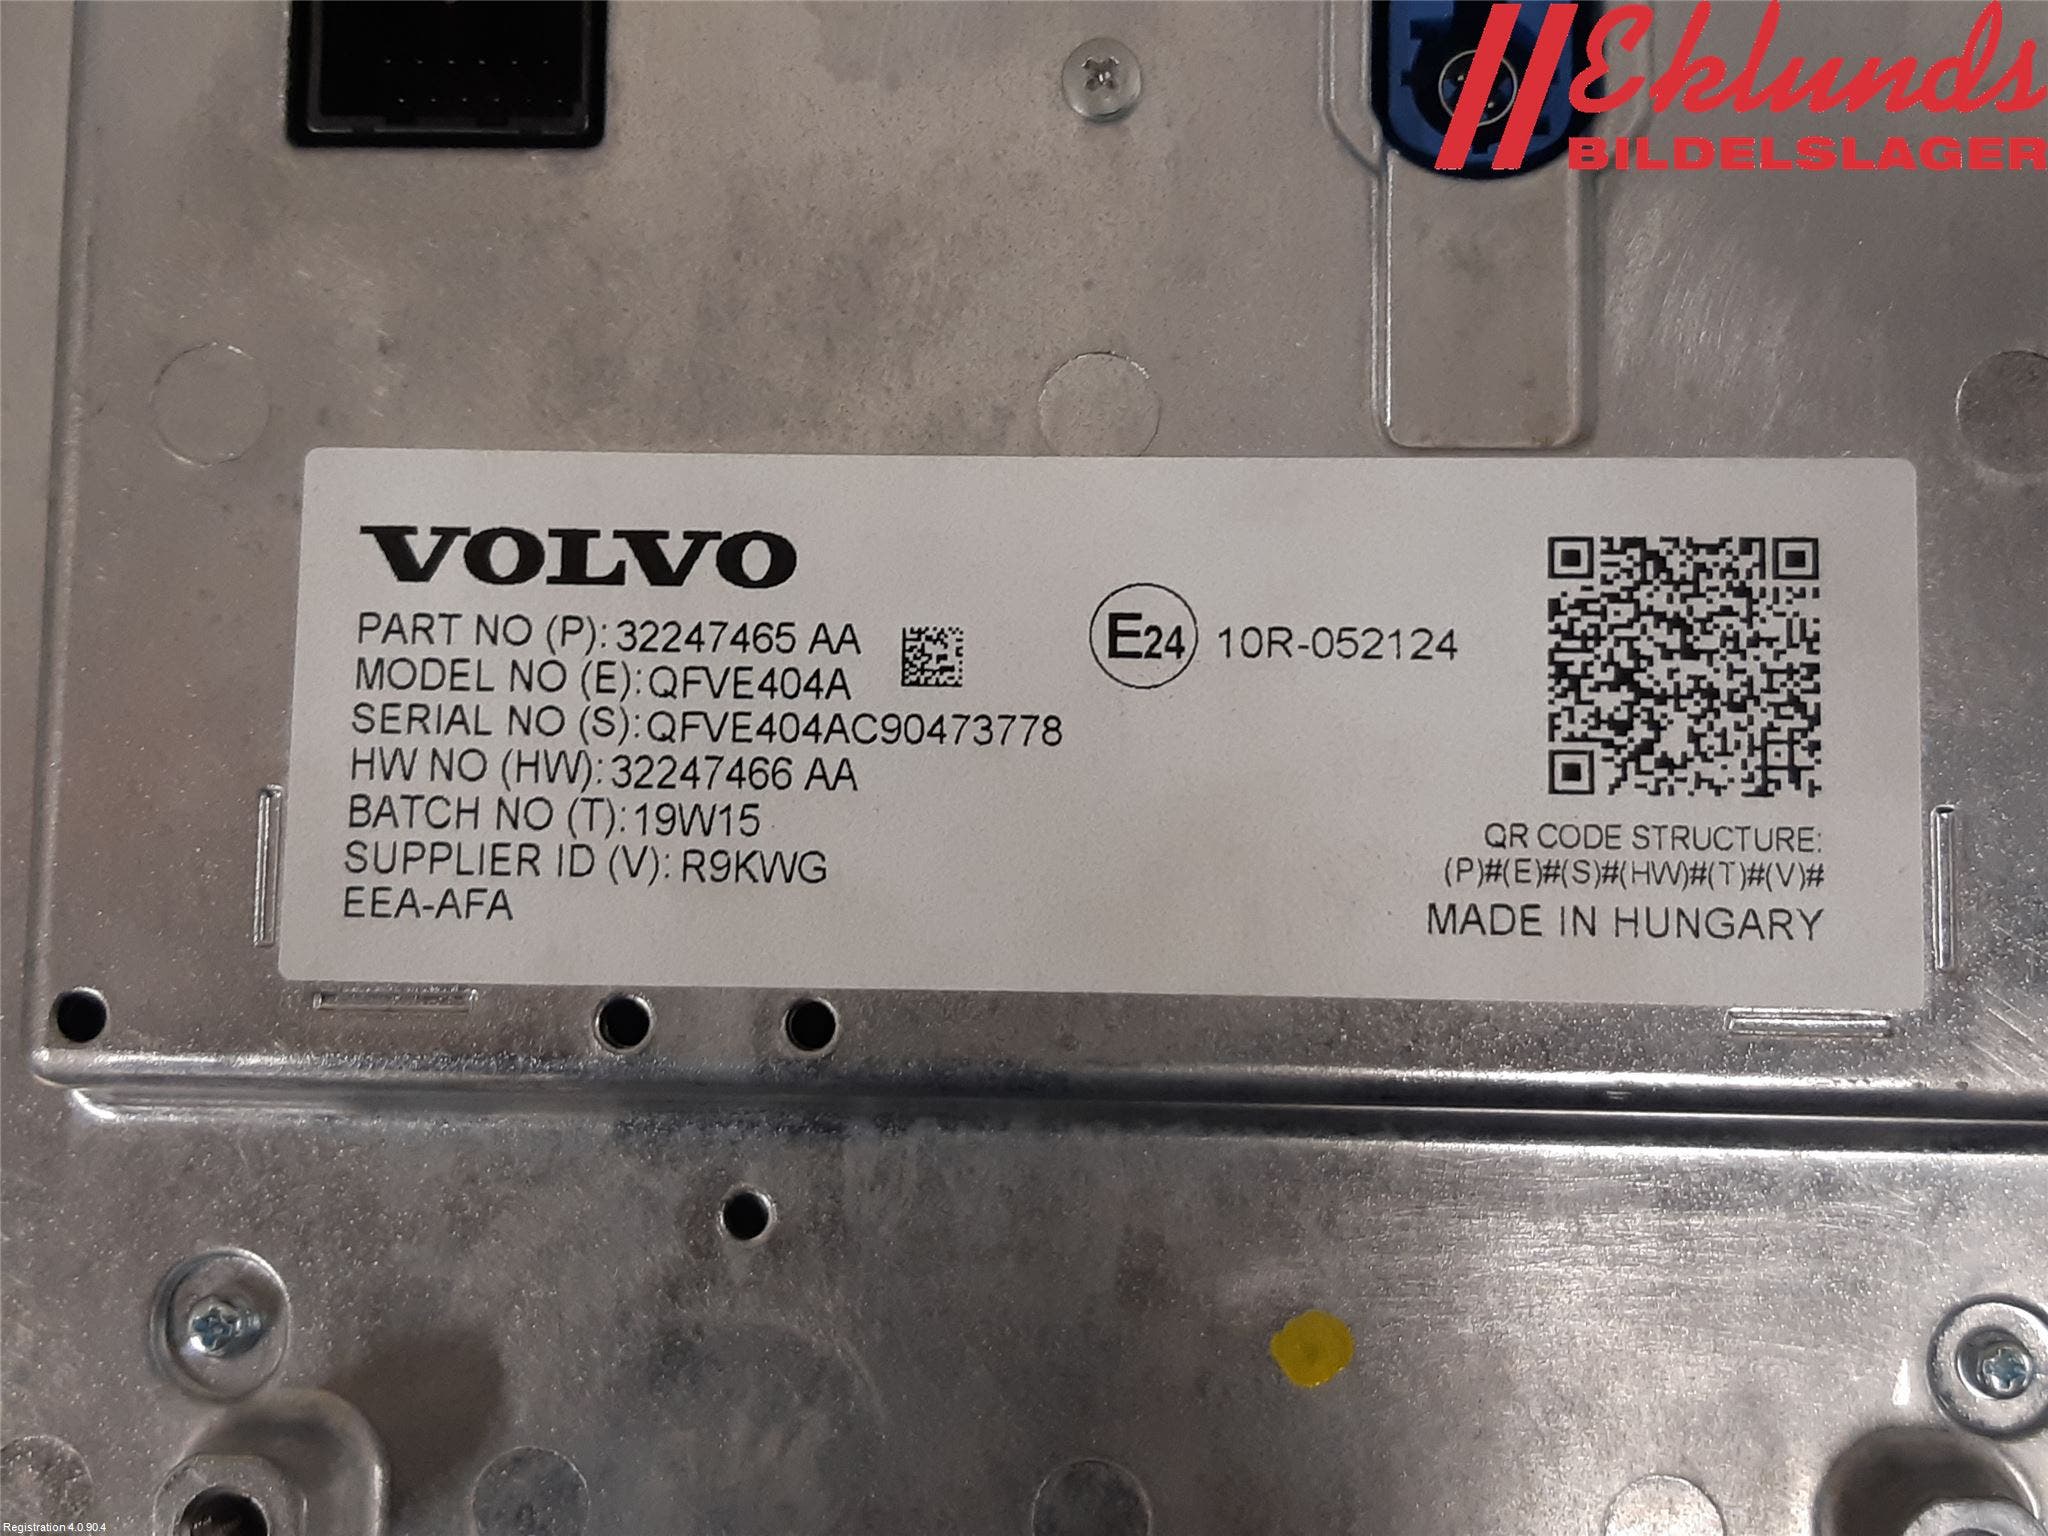 Eklunds
BILDELSLAGER
VOLVO
PART NO (P): 32247465 AA
MODEL NO (E): QFVE404A
SERIAL NO (S): QFVE404AC90473778
HW NO (HW): 32247466 AA
BATCH NO (T): 19W15
SUPPLIER ID (V): R9KWG
EEA-AFA
E24 10R-052124
QR CODE STRUCTURE:
(P)#(E)#(S)#(HW)#(T)#(V)#
MADE IN HUNGARY
Registration 4.0.90.4